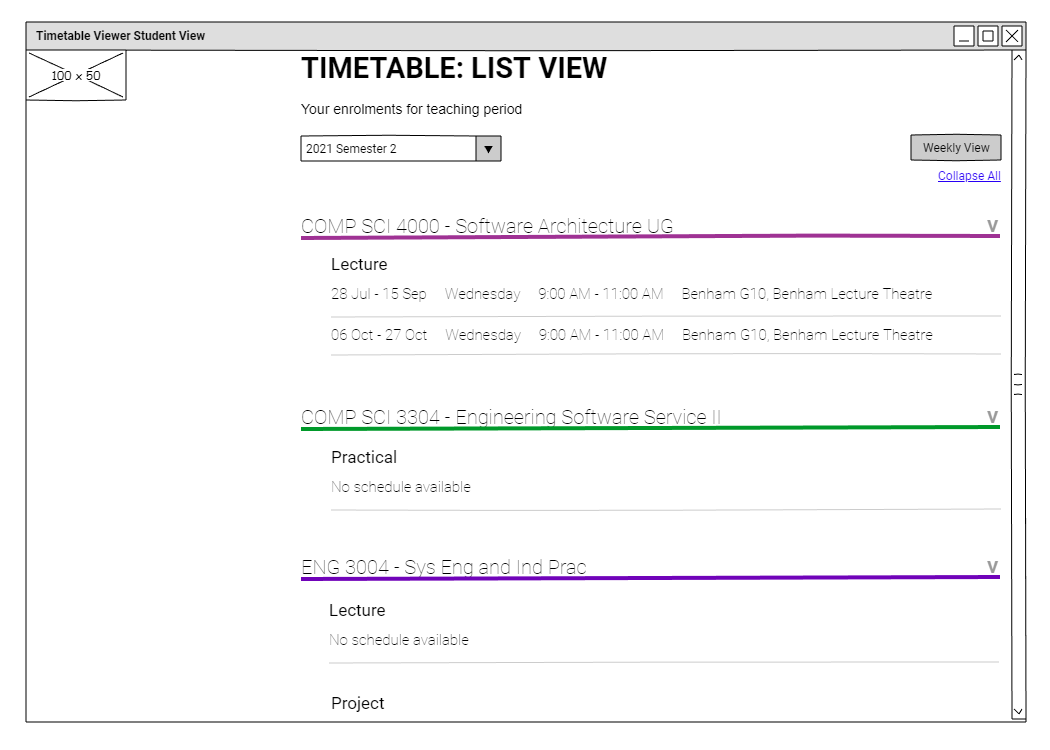 Timetable Viewer Student View
100 x 50
TIMETABLE: LIST VIEW
Your enrolments for teaching period
2021 Semester 2
Weekly View
Collapse All
COMP SCI 4000 - Software Architecture UG V
Lecture
28 Jul - 15 Sep Wednesday 9:00 AM - 11:00 AM Benham G10, Benham Lecture Theatre
06 Oct - 27 Oct Wednesday 9:00 AM - 11:00 AM Benham G10, Benham Lecture Theatre
COMP SCI 3304 - Engineering Software Service II V
Practical
No schedule available
ENG 3004 - Sys Eng and Ind Prac V
Lecture
No schedule available
Project